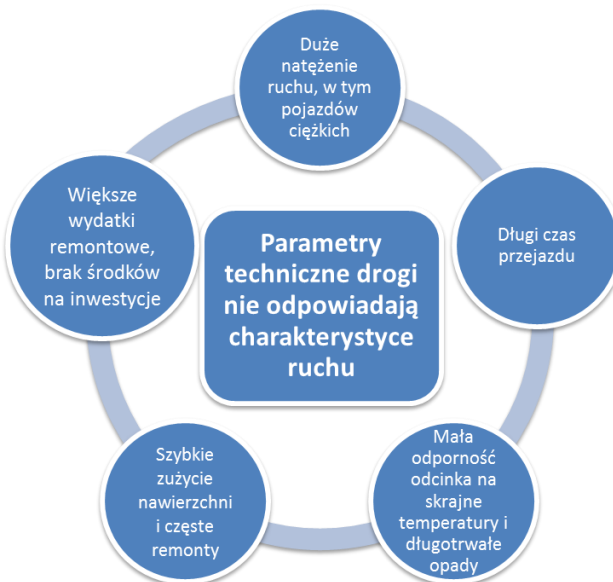 Duże
natężenie
ruchu, w tym
pojazdów
ciężkich
Długi czas
przejazdu
Mała
odporność
odcinka na
skrajne
temperatury i
długotrwałe
opady
Szybkie
zużycie
nawierzchni
i częste
remonty
Większe
wydatki
remontowe,
brak środków
na inwestycje
Parametry
techniczne drogi
nie odpowiadają
charakterystyce
ruchu